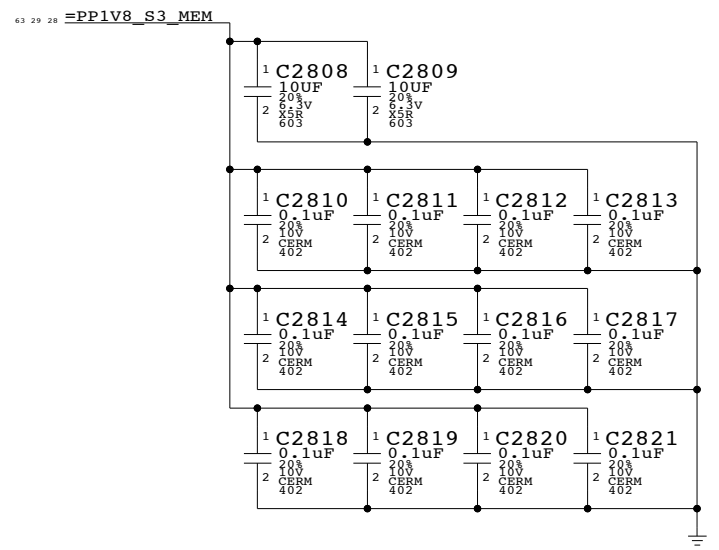 63 29 28 =PP1V8_S3_MEM
1 C2808
10UF
20%
6.3V
X5R
603
2
1 C2809
10UF
20%
6.3V
X5R
603
2
1 C2810
0.1uF
20%
10V
CERM
402
2
1 C2811
0.1uF
20%
10V
CERM
402
2
1 C2812
0.1uF
20%
10V
CERM
402
2
1 C2813
0.1uF
20%
10V
CERM
402
2
1 C2814
0.1uF
20%
10V
CERM
402
2
1 C2815
0.1uF
20%
10V
CERM
402
2
1 C2816
0.1uF
20%
10V
CERM
402
2
1 C2817
0.1uF
20%
10V
CERM
402
2
1 C2818
0.1uF
20%
10V
CERM
402
2
1 C2819
0.1uF
20%
10V
CERM
402
2
1 C2820
0.1uF
20%
10V
CERM
402
2
1 C2821
0.1uF
20%
10V
CERM
402
2